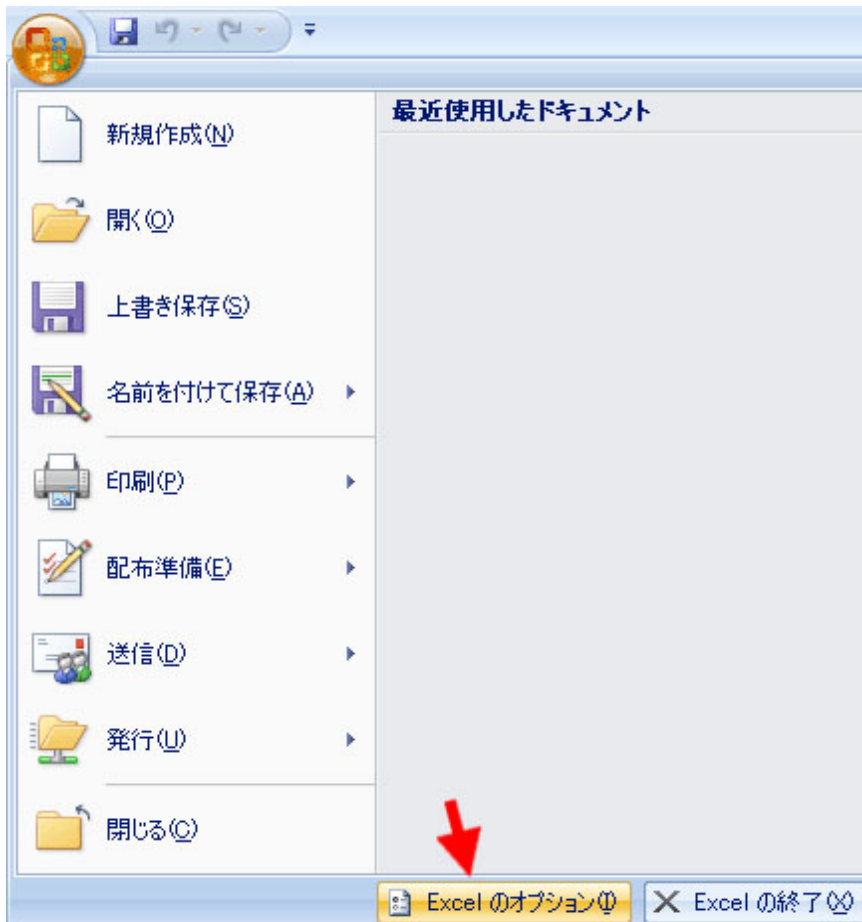 最近使用したドキュメント
新規作成(N)
開く(O)
上書き保存(S)
名前を付けて保存(A)
印刷(P)
配布準備(E)
送信(D)
発行(U)
閉じる(C)
Excel のオプション(I)
Excel の終了(X)